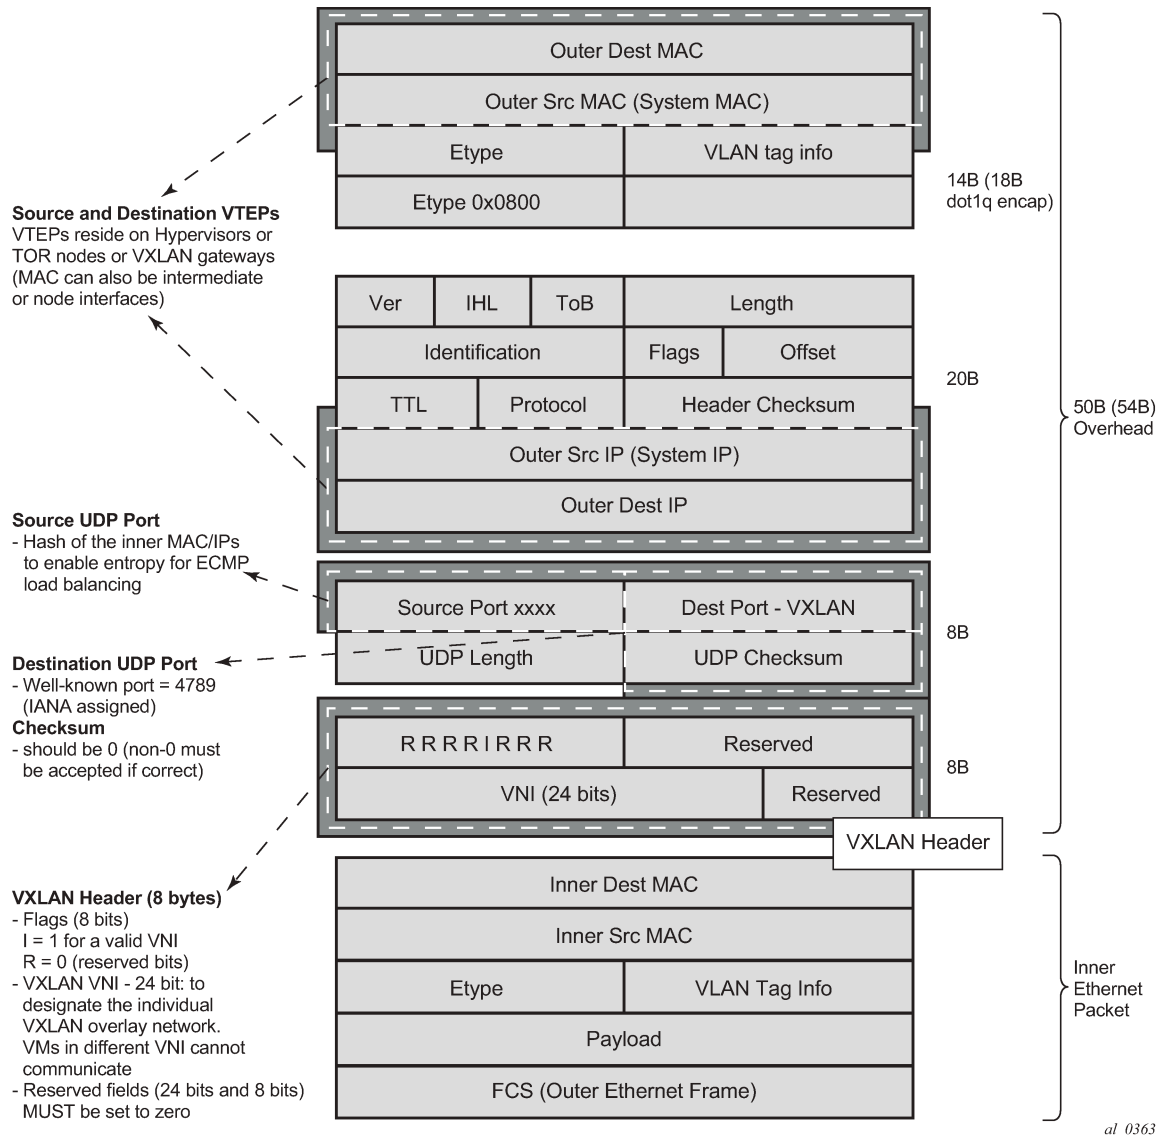 Outer Dest MAC
Outer Src MAC (System MAC)
Etype
VLAN tag info
Etype 0x0800
14B (18B
dot1q encap)
Source and Destination VTEPs
VTEPs reside on Hypervisors or
TOR nodes or VXLAN gateways
(MAC can also be intermediate
or node interfaces)
Ver
IHL
ToB
Length
Identification
Flags
Offset
TTL
Protocol
Header Checksum
Outer Src IP (System IP)
Outer Dest IP
20B
50B (54B)
Overhead
Source UDP Port
- Hash of the inner MAC/IPs
to enable entropy for ECMP
load balancing
Source Port xxxx
Dest Port - VXLAN
UDP Length
UDP Checksum
8B
Destination UDP Port
- Well-known port = 4789
(IANA assigned)
Checksum
- should be 0 (non-0 must
be accepted if correct)
R R R R I R R R
Reserved
VNI (24 bits)
Reserved
8B
VXLAN Header
VXLAN Header (8 bytes)
- Flags (8 bits)
I = 1 for a valid VNI
R = 0 (reserved bits)
- VXLAN VNI - 24 bit: to
designate the individual
VXLAN overlay network.
VMs in different VNI cannot
communicate
- Reserved fields (24 bits and 8 bits)
MUST be set to zero
Inner Dest MAC
Inner Src MAC
Etype
VLAN Tag Info
Payload
FCS (Outer Ethernet Frame)
Inner
Ethernet
Packet
al_0363